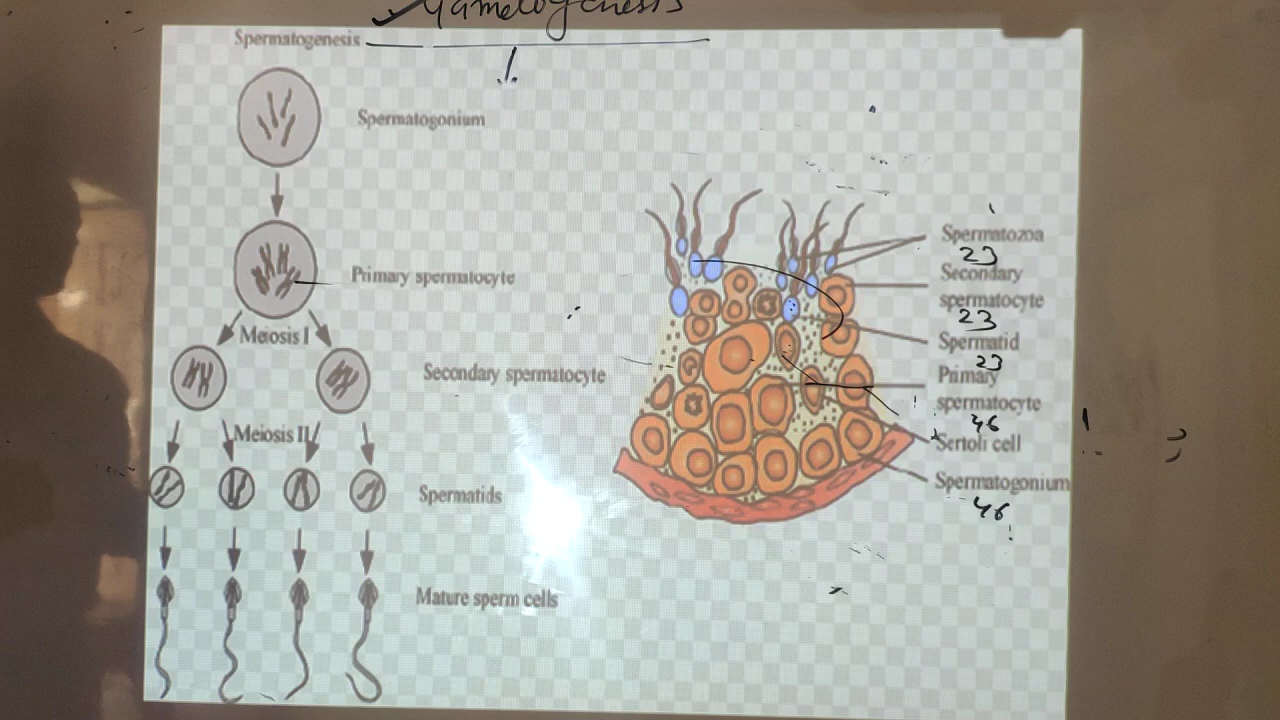 Gametogenesis
Spermatogenesis
Spermatogonium
Primary spermatocyte
Meiosis I
Secondary spermatocyte
Meiosis II
Spermatids
Mature sperm cells
Spermatozoa
23
Secondary
spermatocyte
23
Spermatid
23
Primary
spermatocyte
46
Sertoli cell
Spermatogonium
46